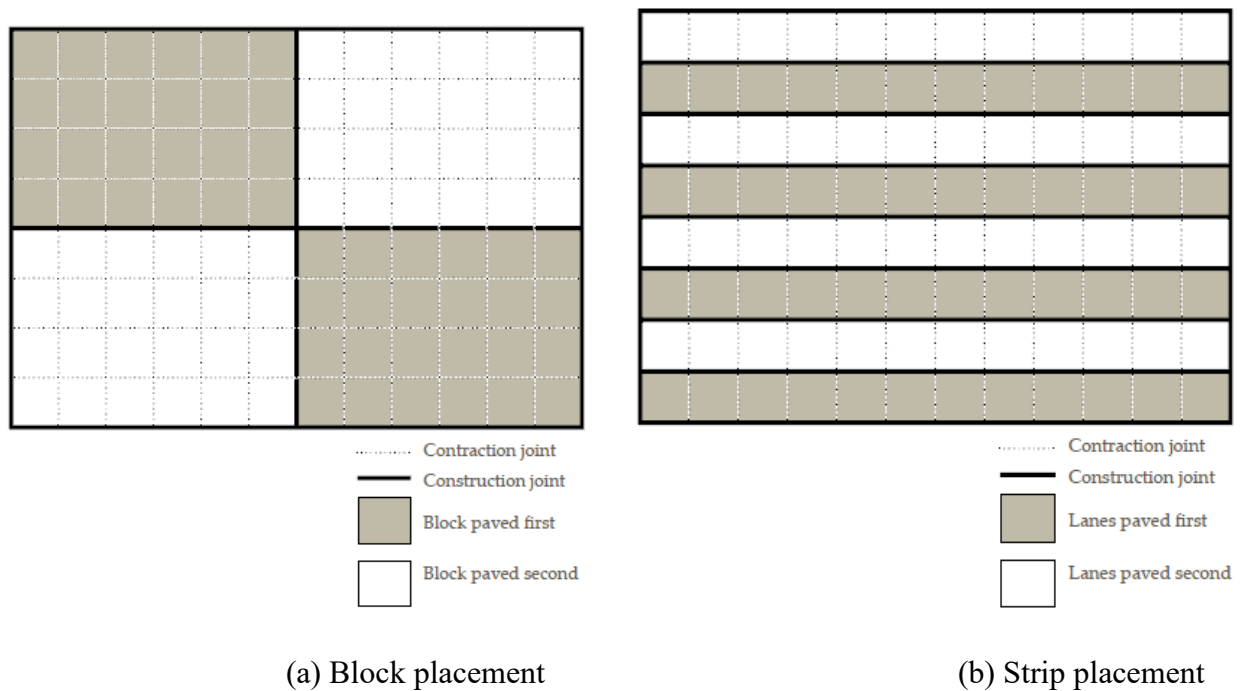 Contraction joint
Construction joint
Block paved first
Block paved second
Contraction joint
Construction joint
Lanes paved first
Lanes paved second
(a) Block placement
(b) Strip placement